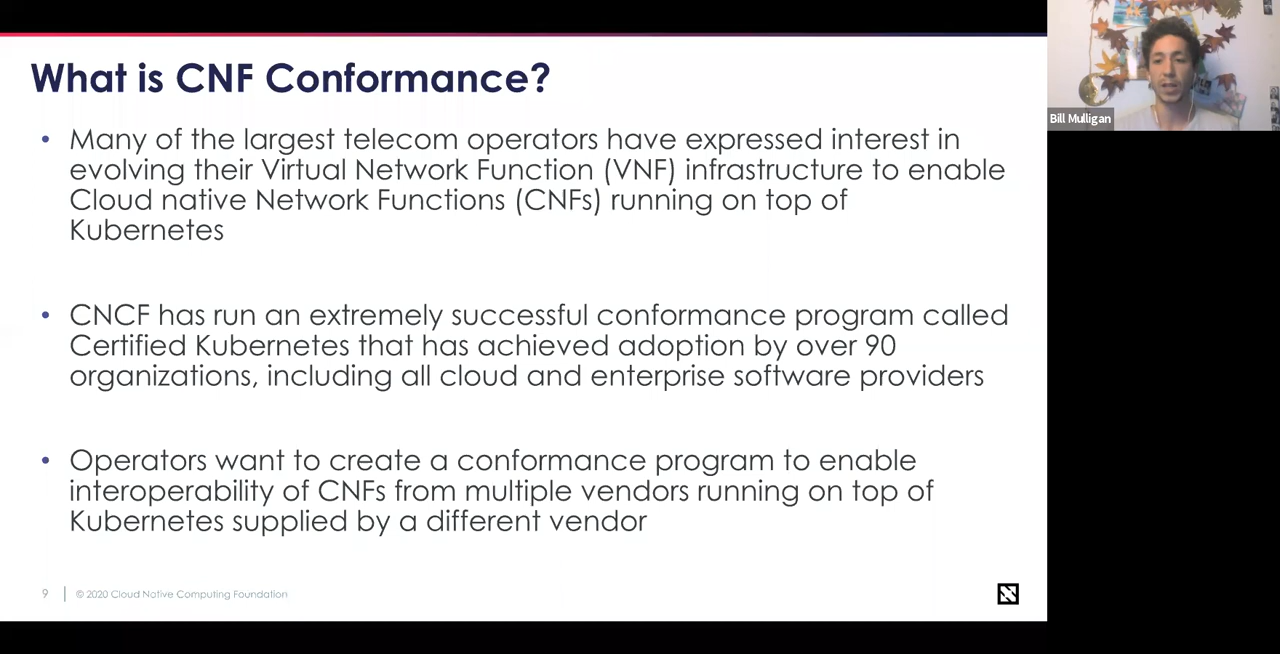 What is CNF Conformance?
• Many of the largest telecom operators have expressed interest in
evolving their Virtual Network Function (VNF) infrastructure to enable
Cloud native Network Functions (CNFs) running on top of
Kubernetes
• CNCF has run an extremely successful conformance program called
Certified Kubernetes that has achieved adoption by over 90
organizations, including all cloud and enterprise software providers
• Operators want to create a conformance program to enable
interoperability of CNFs from multiple vendors running on top of
Kubernetes supplied by a different vendor
9 | © 2020 Cloud Native Computing Foundation
Bill Mulligan